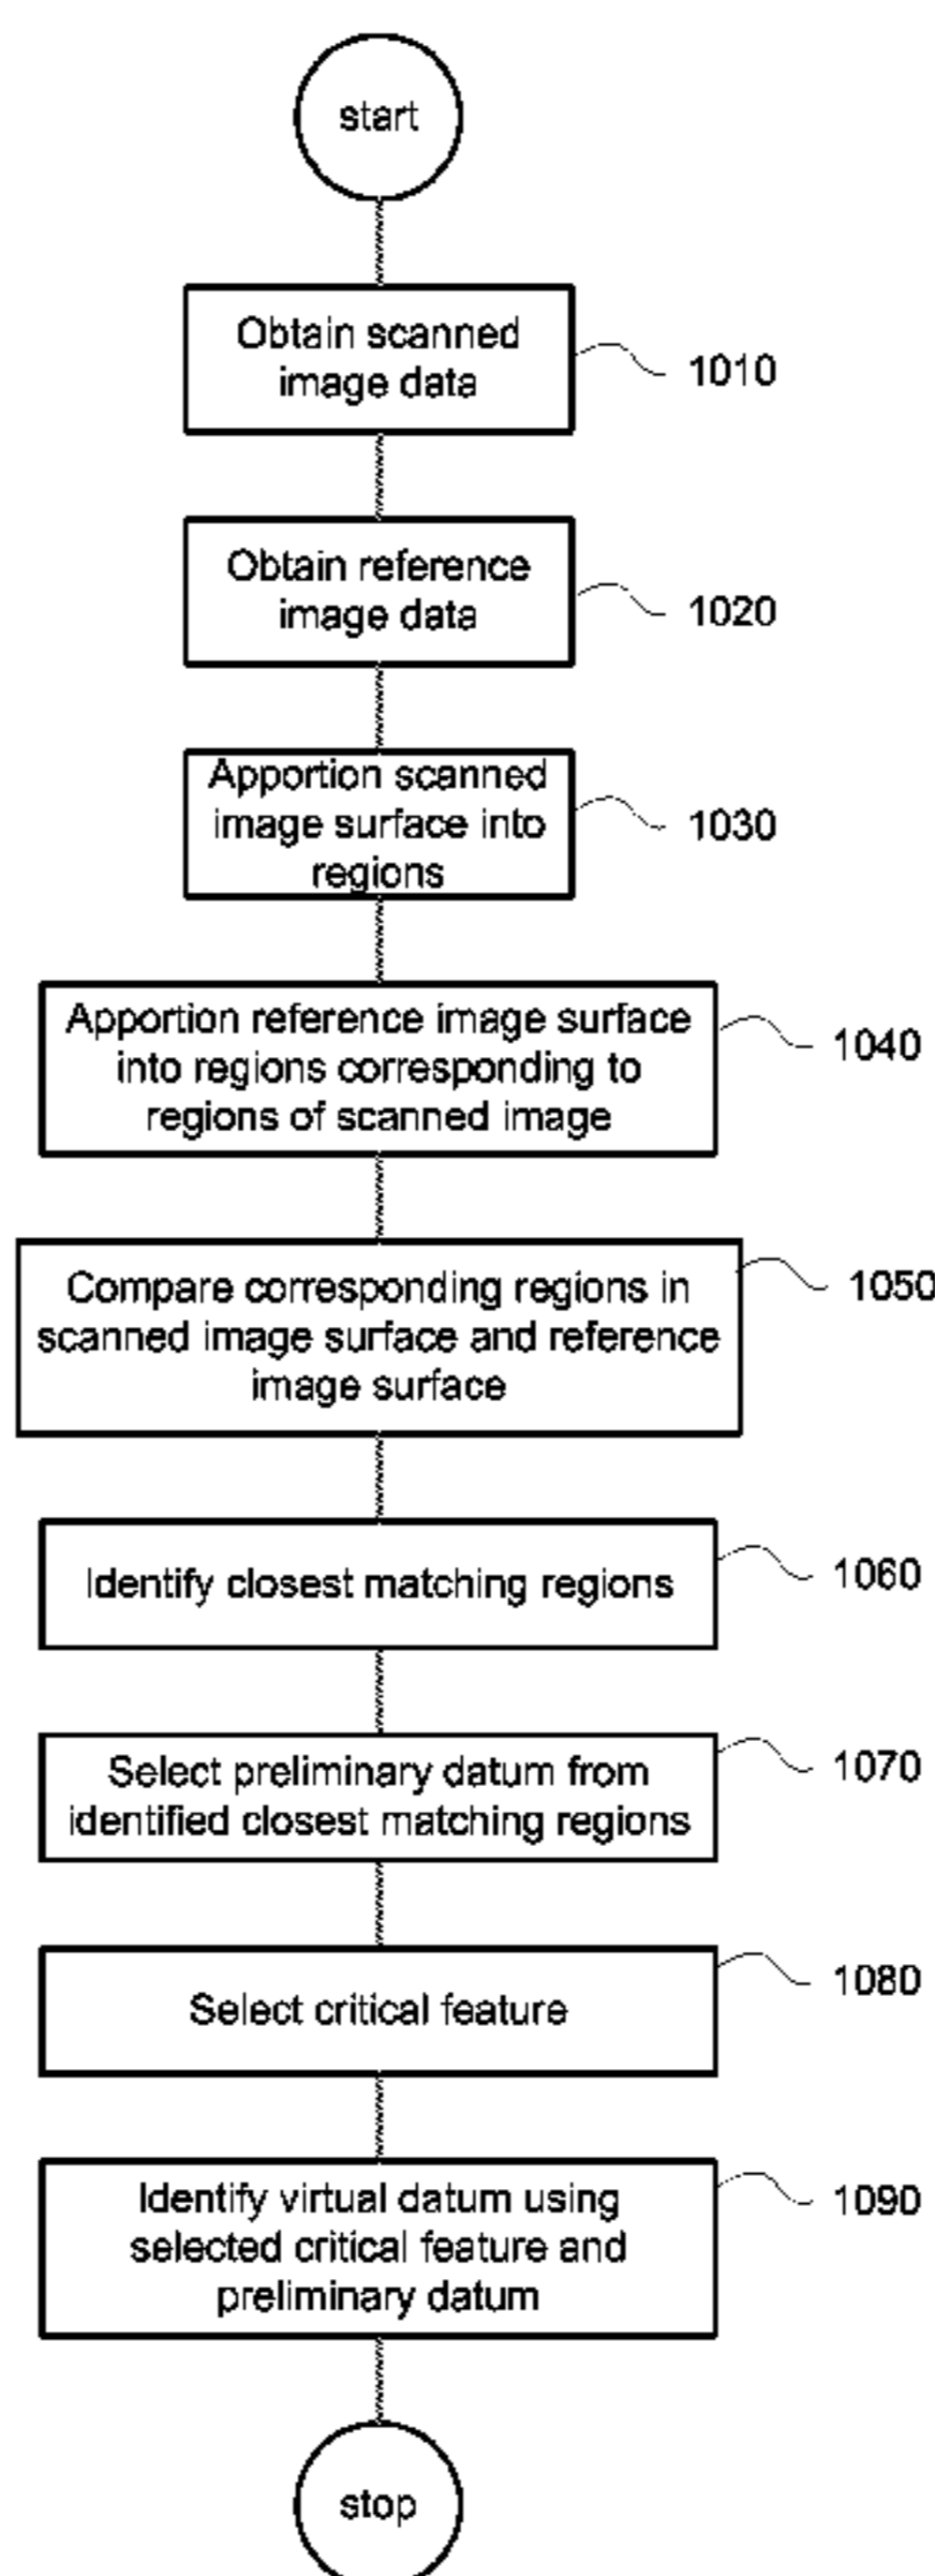 start
Obtain scanned
image data
1010
Obtain reference
image data
1020
Apportion scanned
image surface into
regions
1030
Apportion reference image surface
into regions corresponding to
regions of scanned image
1040
Compare corresponding regions in
scanned image surface and reference
image surface
1050
Identify closest matching regions
1060
Select preliminary datum from
identified closest matching regions
1070
Select critical feature
1080
Identify virtual datum using
selected critical feature and
preliminary datum
1090
stop